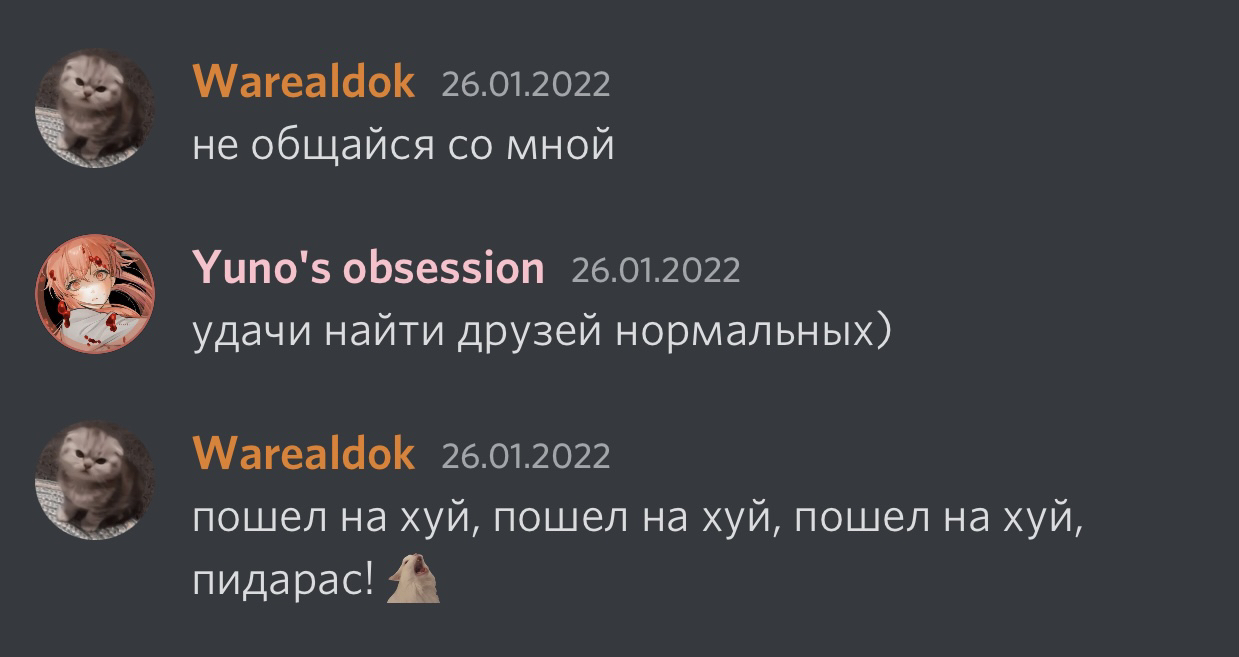 Warealdok 26.01.2022
не общайся со мной
Yuno's obsession 26.01.2022
удачи найти друзей нормальных)
Warealdok 26.01.2022
пошел на хуй, пошел на хуй, пошел на хуй,
пидарас!